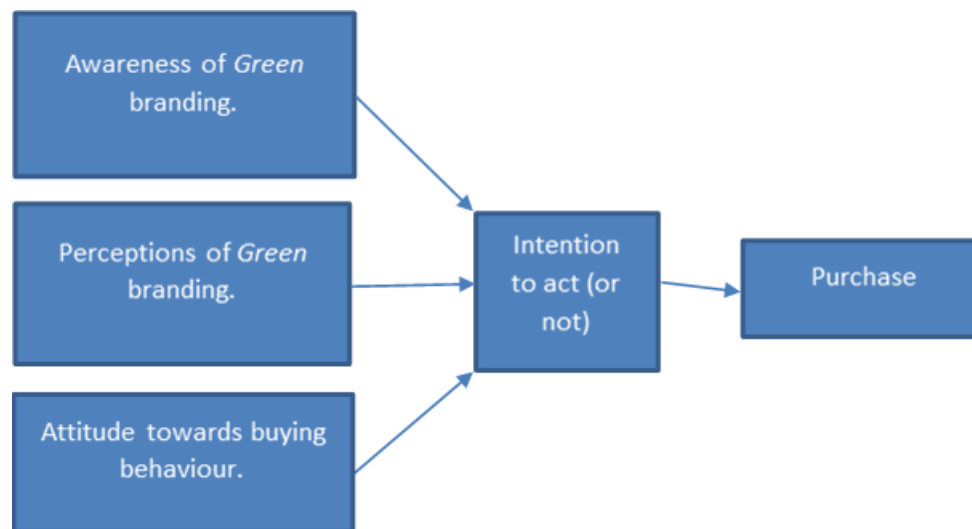 Awareness of Green
branding.
Perceptions of Green
branding.
Attitude towards buying
behaviour.
Intention
to act (or
not)
Purchase